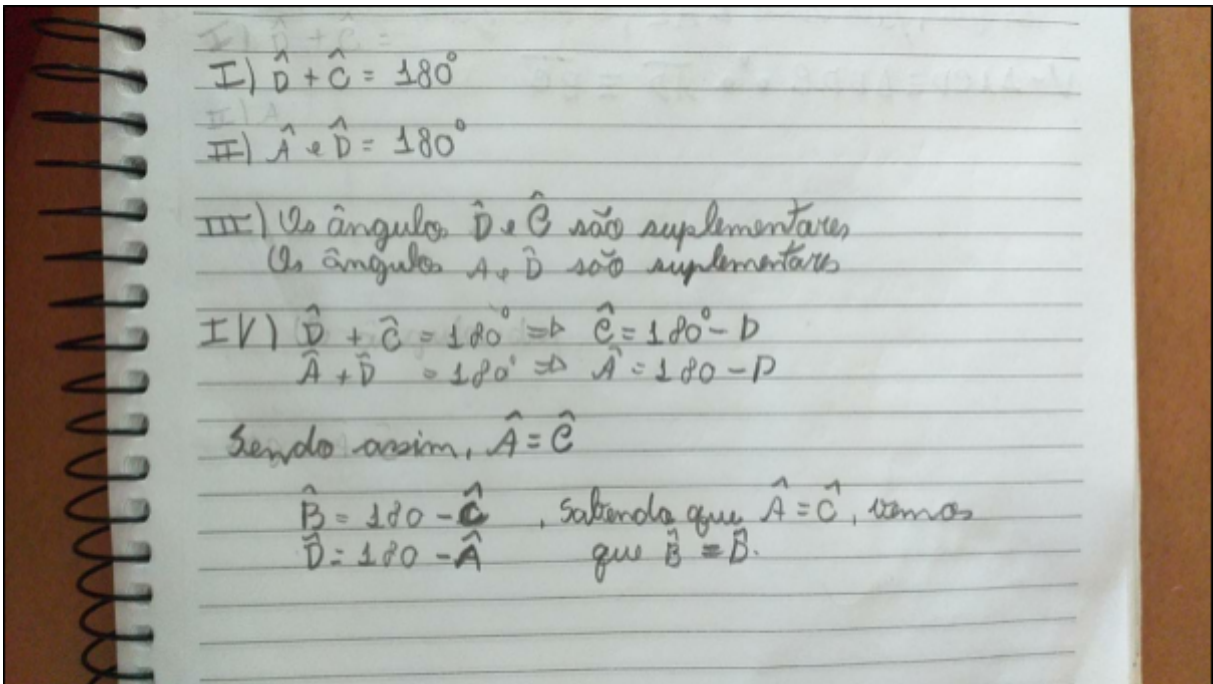 I) D̂ + Ĉ = 180°
II) Â e D̂ = 180°
III) Os ângulos D̂ e Ĉ são suplementares
Os ângulos A e D̂ são suplementares
IV) D̂ + Ĉ = 180° => Ĉ = 180° - D
Â + D̂ = 180° => Â = 180 - D
Sendo assim, Â = Ĉ
B̂ = 180 - Ĉ , Sabendo que Â = Ĉ, temos
D̂ = 180 - Â que B̂ = D̂.